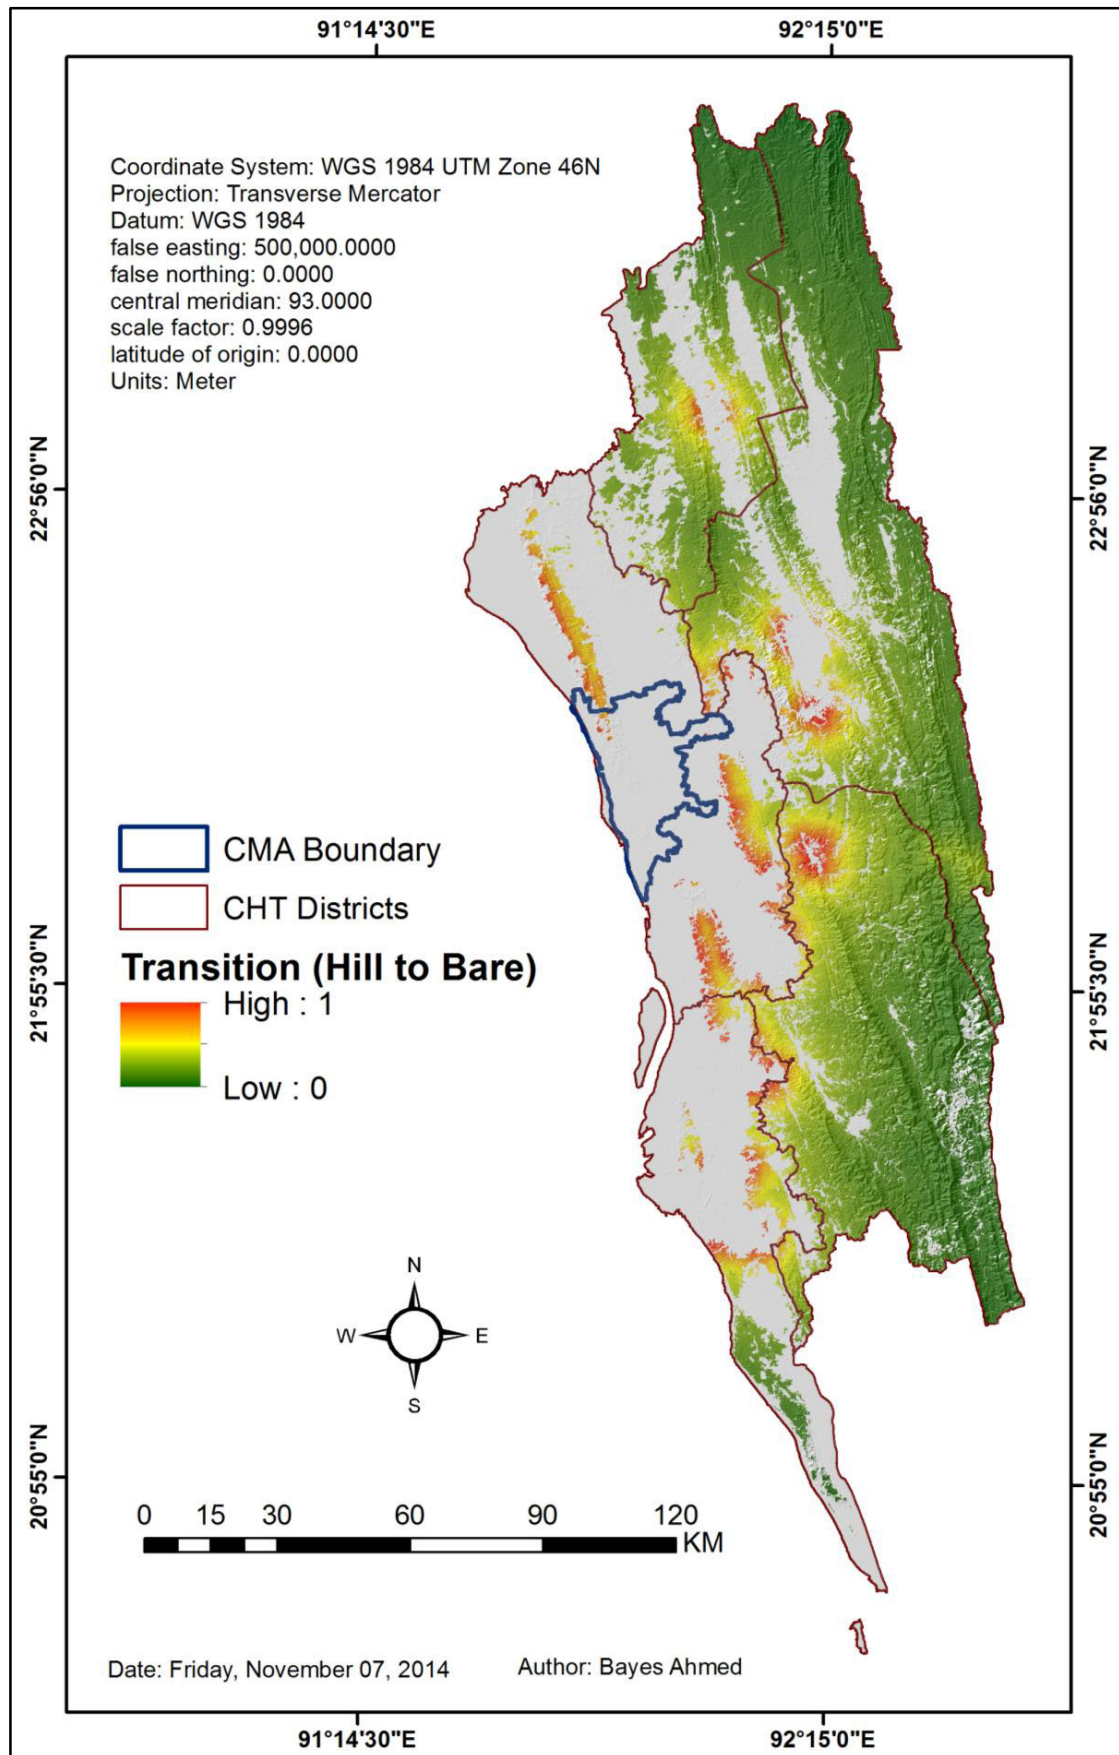 91°14'30"E 92°15'0"E
Coordinate System: WGS 1984 UTM Zone 46N
Projection: Transverse Mercator
Datum: WGS 1984
false easting: 500,000.0000
false northing: 0.0000
central meridian: 93.0000
scale factor: 0.9996
latitude of origin: 0.0000
Units: Meter
22°56'0"N
22°56'0"N
CMA Boundary
CHT Districts
Transition (Hill to Bare)
High : 1
Low : 0
21°55'30"N
21°55'30"N
N
W E
S
20°55'0"N
20°55'0"N
0 15 30 60 90 120
KM
Date: Friday, November 07, 2014 Author: Bayes Ahmed
91°14'30"E 92°15'0"E